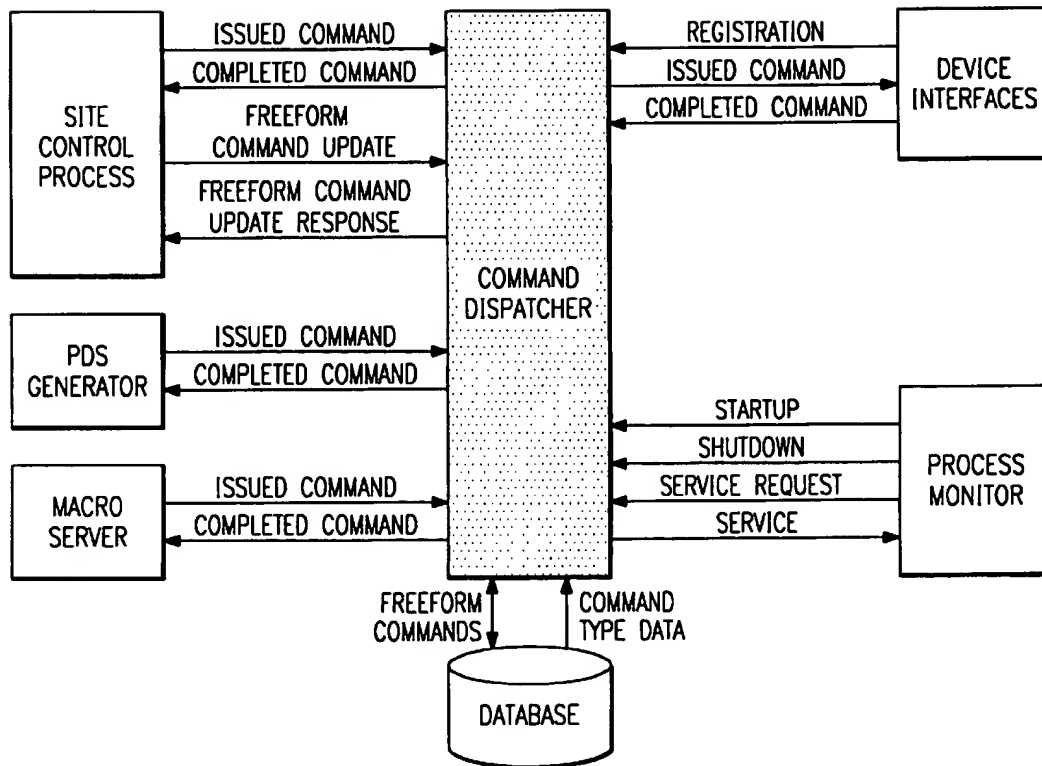 ISSUED COMMAND
COMPLETED COMMAND
FREEFORM
COMMAND UPDATE
FREEFORM COMMAND
UPDATE RESPONSE
SITE
CONTROL
PROCESS
PDS
GENERATOR
ISSUED COMMAND
COMPLETED COMMAND
MACRO
SERVER
ISSUED COMMAND
COMPLETED COMMAND
COMMAND
DISPATCHER
REGISTRATION
ISSUED COMMAND
COMPLETED COMMAND
DEVICE
INTERFACES
STARTUP
SHUTDOWN
SERVICE REQUEST
SERVICE
PROCESS
MONITOR
FREEFORM
COMMANDS
COMMAND
TYPE DATA
DATABASE